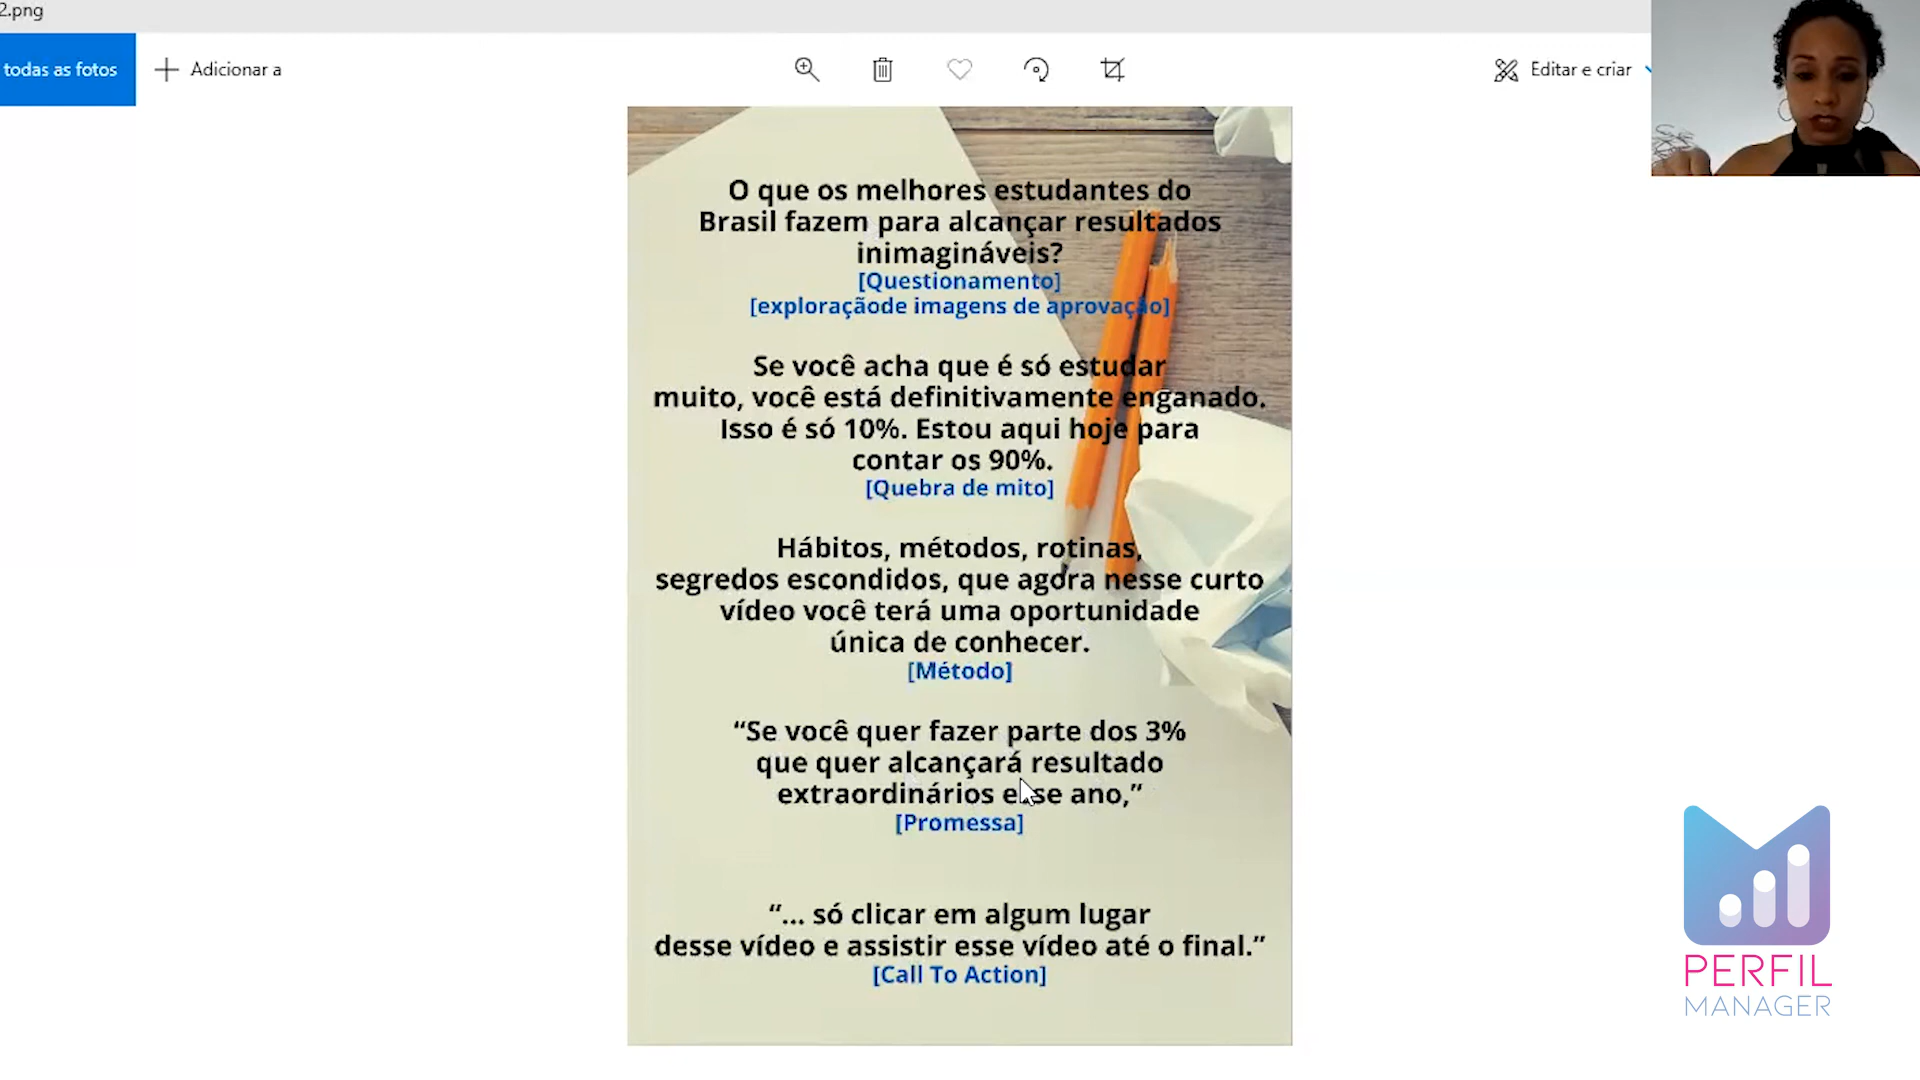 2.png
todas as fotos
Adicionar a
Editar e criar
O que os melhores estudantes do
Brasil fazem para alcançar resultados
inimagináveis?
[Questionamento]
[exploraçãode imagens de aprovação]
Se você acha que é só estudar
muito, você está definitivamente enganado.
Isso é só 10%. Estou aqui hoje para
contar os 90%.
[Quebra de mito]
Hábitos, métodos, rotinas,
segredos escondidos, que agora nesse curto
vídeo você terá uma oportunidade
única de conhecer.
[Método]
“Se você quer fazer parte dos 3%
que quer alcançará resultado
extraordinários esse ano,”
[Promessa]
“... só clicar em algum lugar
desse vídeo e assistir esse vídeo até o final.”
[Call To Action]
PERFIL
MANAGER